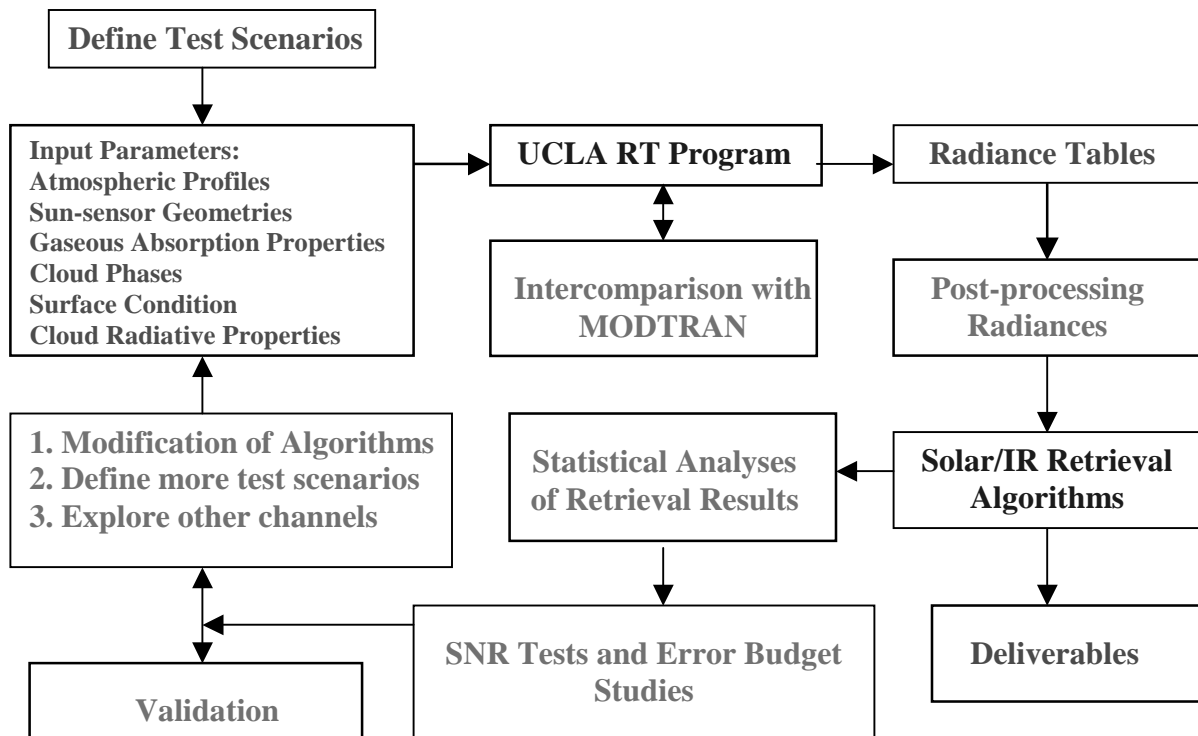 Define Test Scenarios
Input Parameters:
Atmospheric Profiles
Sun-sensor Geometries
Gaseous Absorption Properties
Cloud Phases
Surface Condition
Cloud Radiative Properties
UCLA RT Program
Radiance Tables
Intercomparison with
MODTRAN
Post-processing
Radiances
1. Modification of Algorithms
2. Define more test scenarios
3. Explore other channels
Statistical Analyses
of Retrieval Results
Solar/IR Retrieval
Algorithms
Validation
SNR Tests and Error Budget
Studies
Deliverables